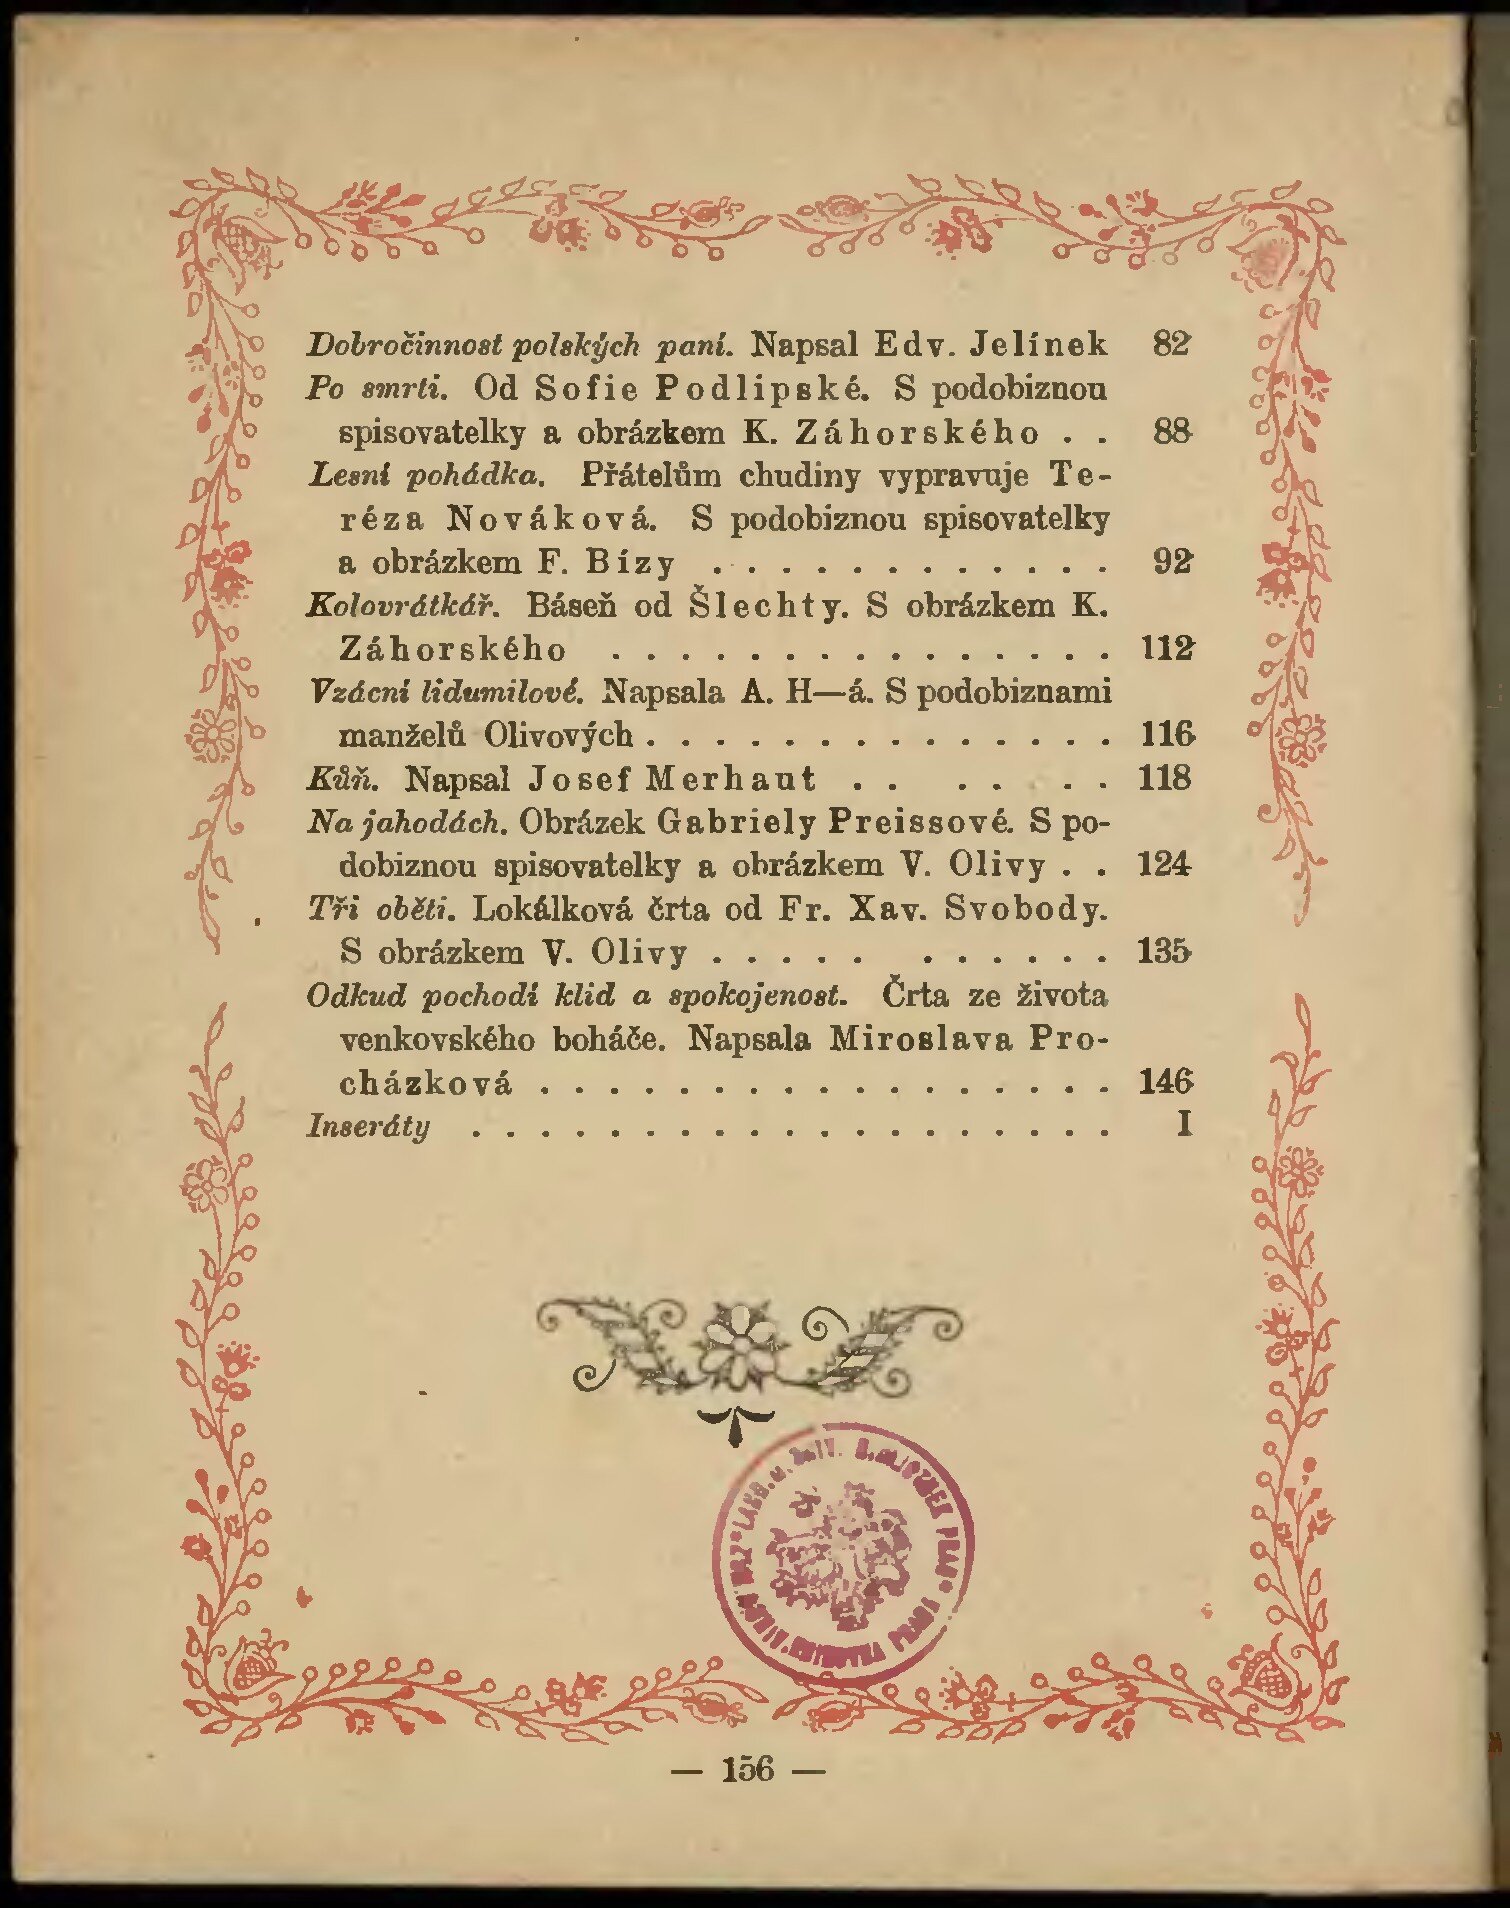 Dobročinnost polských paní. Napsal Edv. Jelínek 82
Po smrti. Od Sofie Podlipské. S podobiznou
spisovatelky a obrázkem K. Záhorského . . 88
Lesní pohádka. Přátelům chudiny vypravuje Te-
réza Nováková. S podobiznou spisovatelky
a obrázkem F. Bízy . . . . . . . . . . . . 92
Kolovrátkář. Báseň od Šlechty. S obrázkem K.
Záhorského . . . . . . . . . . . . . . . 112
Vzácní lidumilové. Napsala A. H—á. S podobiznami
manželů Olivových . . . . . . . . . . . . . . 116
Kůň. Napsal Josef Merhaut . . . . . . 118
Na jahodách. Obrázek Gabriely Preissové. S po-
dobiznou spisovatelky a obrázkem V. Olivy . . 124
Tři oběti. Lokálková črta od Fr. Xav. Svobody.
S obrázkem V. Olivy . . . . . . . . . . . 135
Odkud pochodí klid a spokojenost. Črta ze života
venkovského boháče. Napsala Miroslava Pro-
cházková . . . . . . . . . . . . . . . . . 146
Inseráty . . . . . . . . . . . . . . . . . . . I
— 156 —